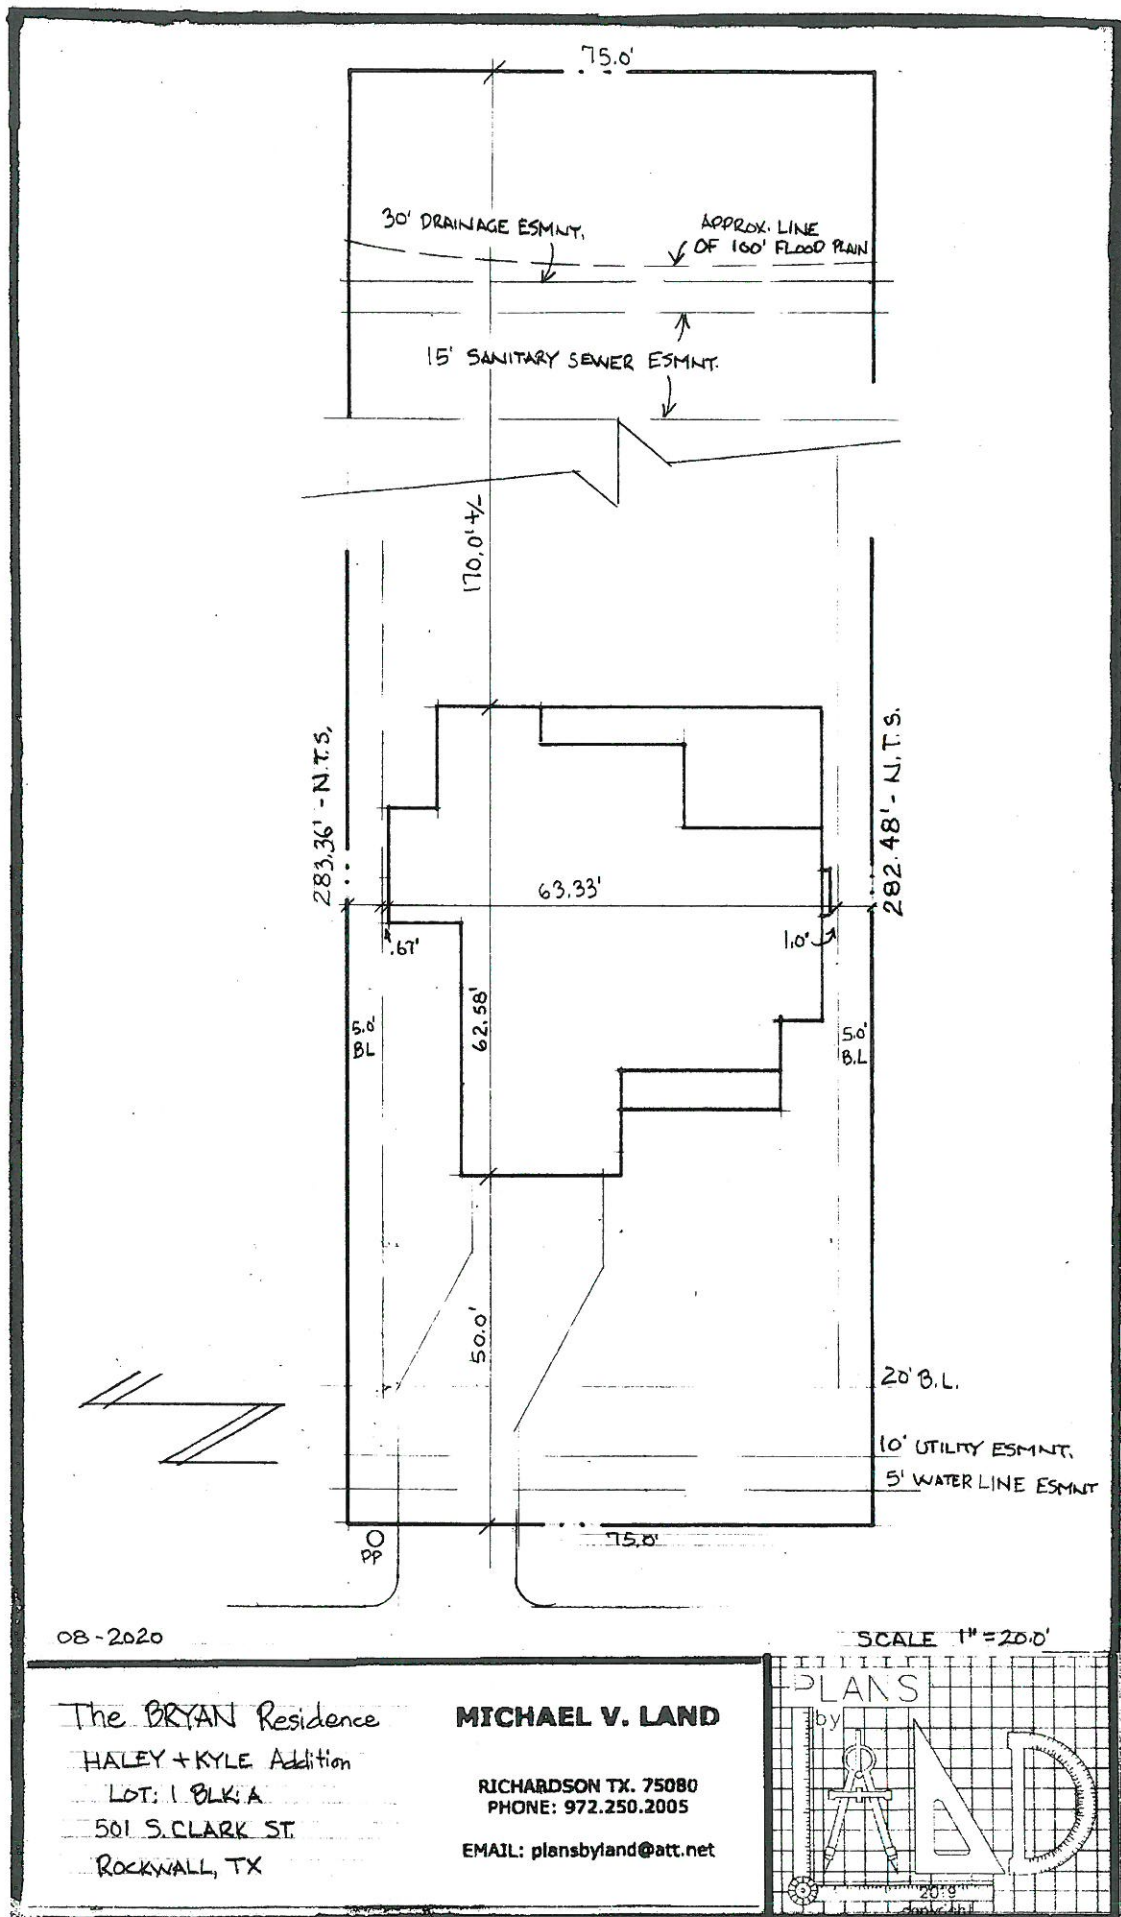 75.0'
30' DRAINAGE ESMNT.
APPROX. LINE
OF 100' FLOOD PLAIN
15' SANITARY SEWER ESMNT.
170.0' +/-
283.36' - N.T.S.
282.48' - N.T.S.
63.33'
.67'
1.0'
62.58'
5.0'
BL
5.0'
B.L
50.0'
20' B.L.
10' UTILITY ESMNT.
5' WATER LINE ESMNT
75.0'
PP
08-2020
SCALE 1" = 20.0'
The BRYAN Residence
HALEY + KYLE Addition
LOT: 1 BLK: A
501 S. CLARK ST.
ROCKWALL, TX
MICHAEL V. LAND
RICHARDSON TX. 75080
PHONE: 972.250.2005
EMAIL: plansbyland@att.net
PLANS
by
LAND
2019
copyright